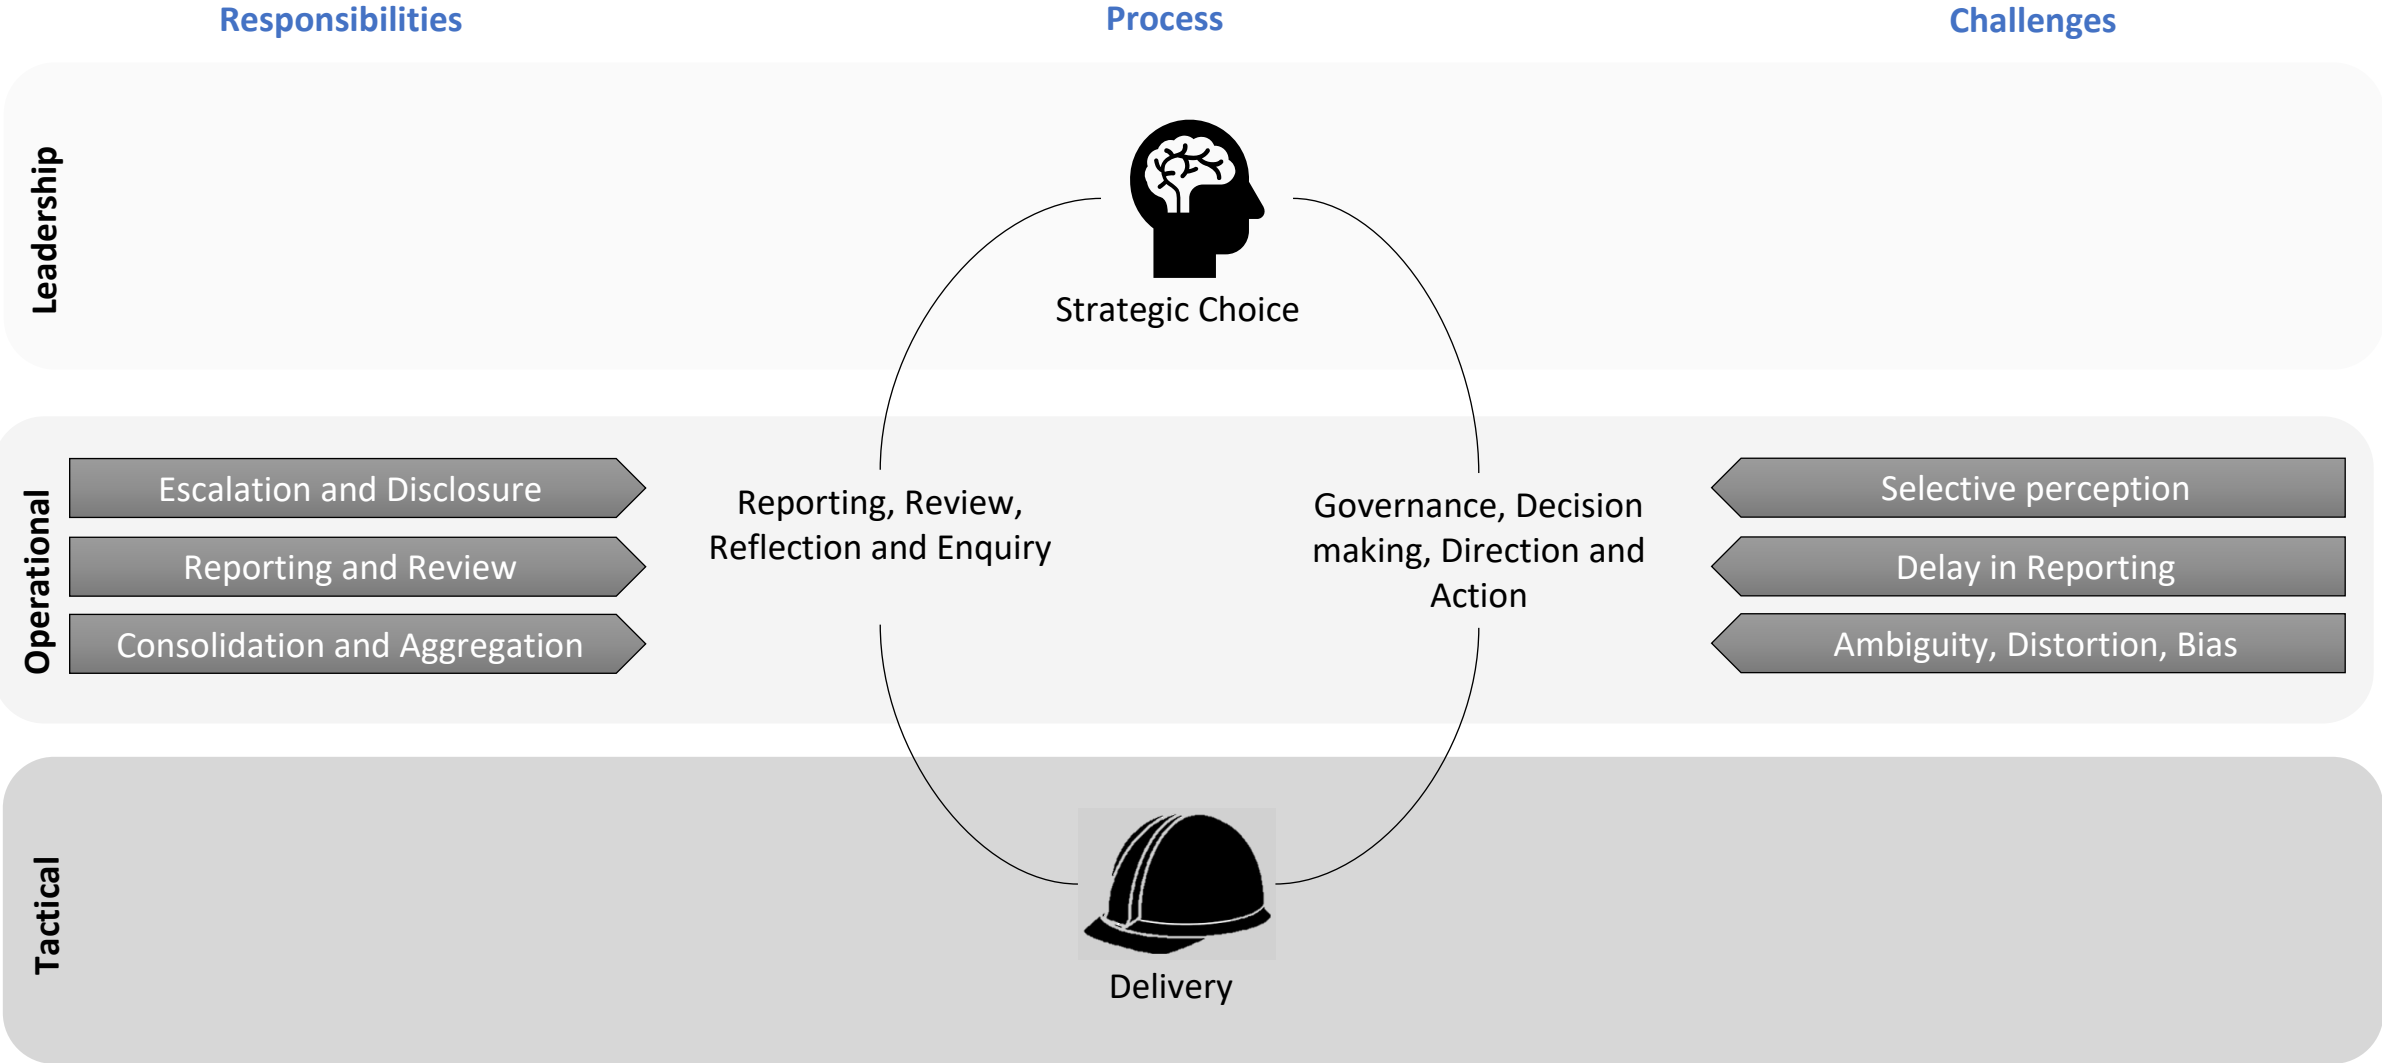 Responsibilities
Process
Challenges
Leadership
Strategic Choice
Operational
Escalation and Disclosure
Reporting and Review
Consolidation and Aggregation
Reporting, Review,
Reflection and Enquiry
Governance, Decision
making, Direction and
Action
Selective perception
Delay in Reporting
Ambiguity, Distortion, Bias
Tactical
Delivery